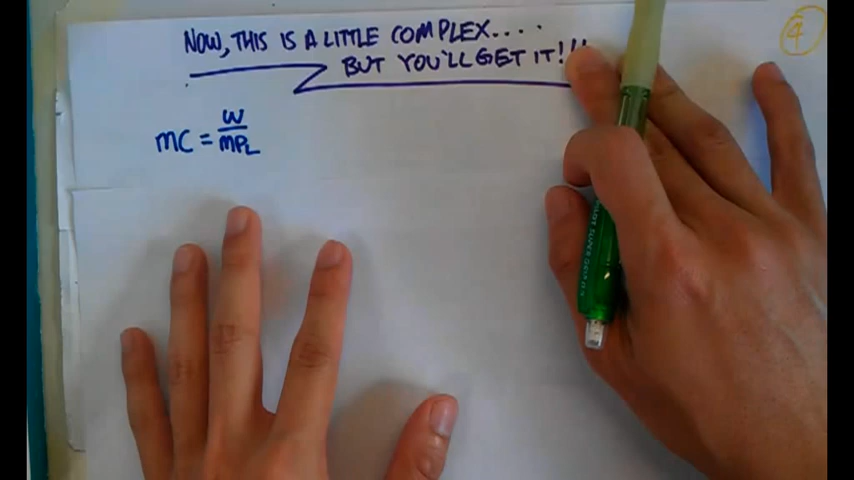 NOW, THIS IS A LITTLE COMPLEX....
BUT YOU'LL GET IT!!!
4
MC = W/MPL